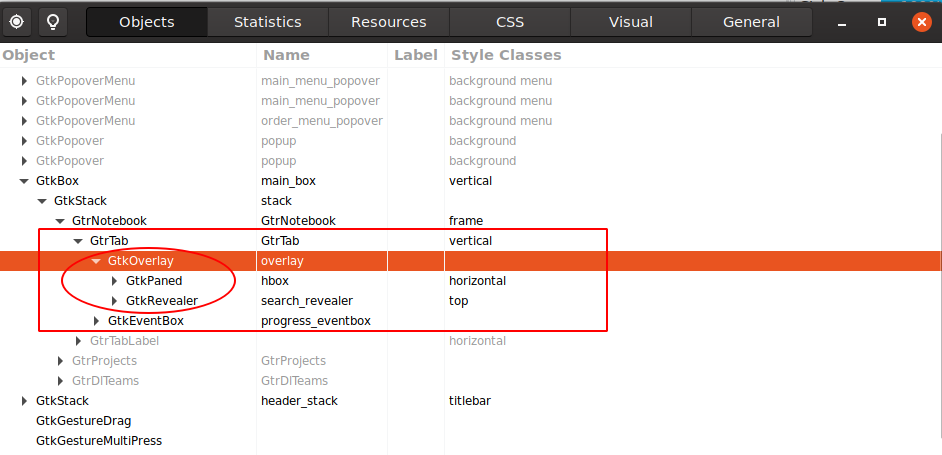 Objects Statistics Resources CSS Visual General
Object Name Label Style Classes
GtkPopoverMenu main_menu_popover background menu
GtkPopoverMenu main_menu_popover background menu
GtkPopoverMenu order_menu_popover background menu
GtkPopover popup background
GtkPopover popup background
GtkBox main_box vertical
GtkStack stack
GtrNotebook GtrNotebook frame
GtrTab GtrTab vertical
GtkOverlay overlay
GtkPaned hbox horizontal
GtkRevealer search_revealer top
GtkEventBox progress_eventbox
GtrTabLabel horizontal
GtrProjects GtrProjects
GtrDlTeams GtrDlTeams
GtkStack header_stack titlebar
GtkGestureDrag
GtkGestureMultiPress